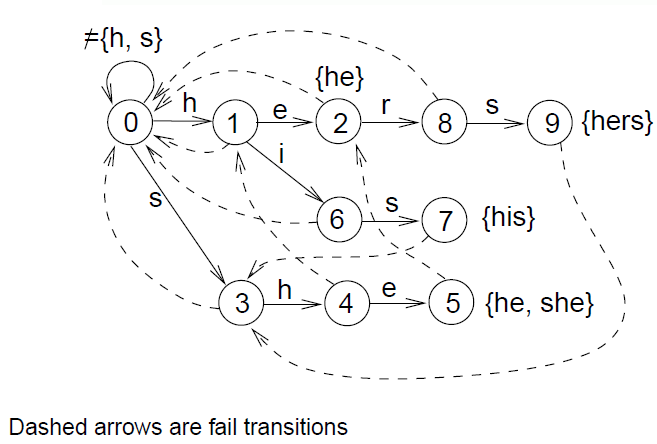 ≠{h, s}
{he}
0 h 1 e 2 r 8 s 9 {hers}
i
s
6 s 7 {his}
3 h 4 e 5 {he, she}
Dashed arrows are fail transitions